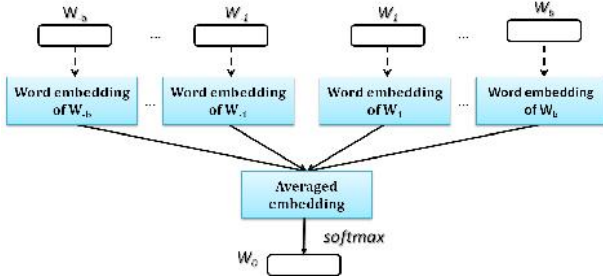 W-b ... W-1 W1 ... Wb
Word embedding of W-b ... Word embedding of W-1 Word embedding of W1 ... Word embedding of Wb
Averaged embedding
softmax
W0